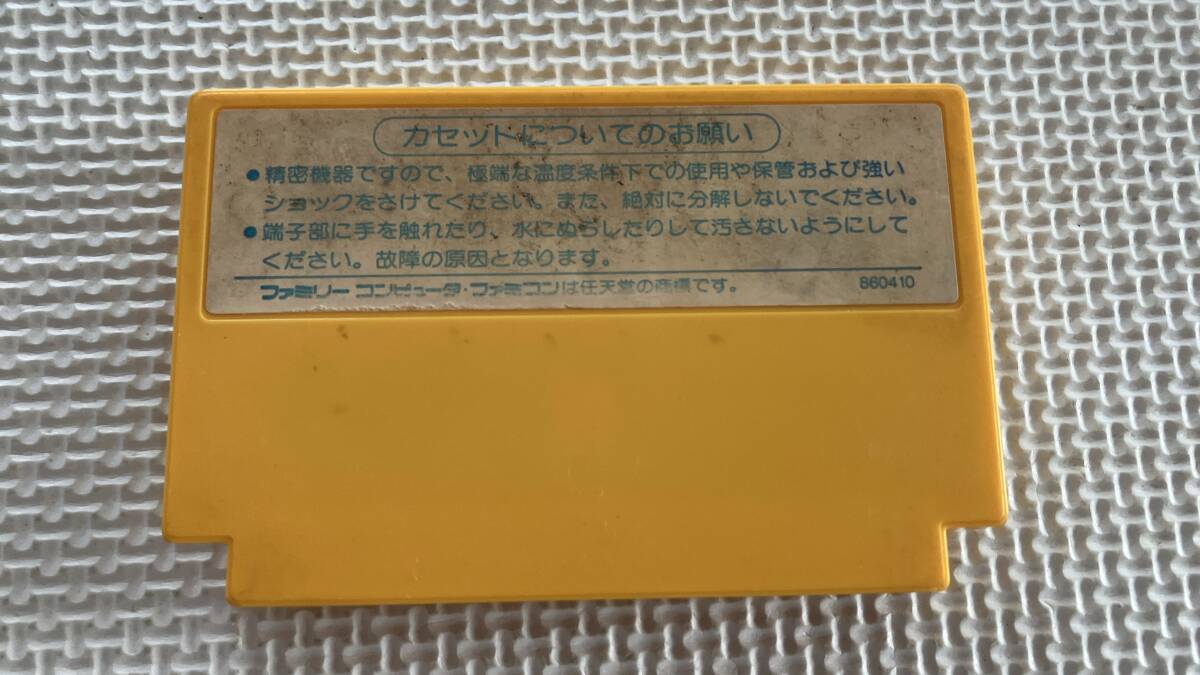 カセットについてのお願い
●精密機器ですので、極端な温度条件下での使用や保管および強い
ショックをさけてください。また、絶対に分解しないでください。
●端子部に手を触れたり、水にぬらしたりして汚さないようにして
ください。故障の原因となります。
ファミリーコンピュータ・ファミコンは任天堂の商標です。 860410